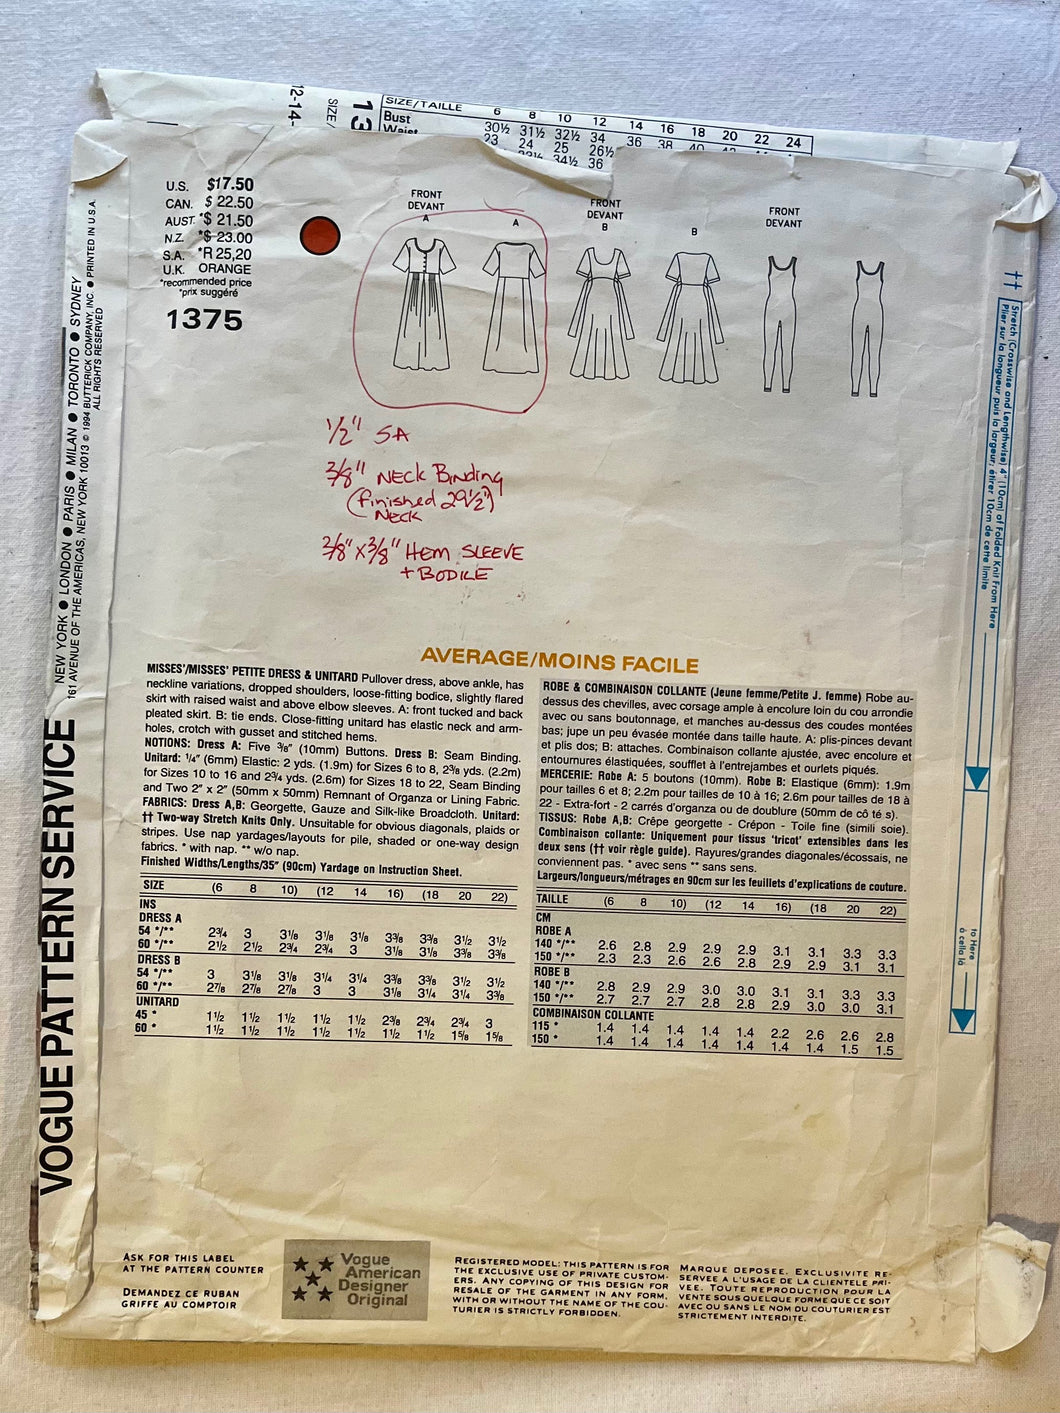 12-14-
SIZE/
13
SIZE/TAILLE 6 8 10 12 14 16 18 20 22 24
Bust 30½ 31½ 32½ 34 36 38 40
Waist 23 24 25 26½
34½ 36
U.S. $17.50
CAN. $ 22.50
AUST. *$ 21.50
N.Z. *$ 23.00
S.A. *R 25,20
U.K. ORANGE
*recommended price
*prix suggéré
1375
FRONT
DEVANT
A
A
FRONT
DEVANT
B
B
FRONT
DEVANT
½" SA
3/8" NECK BINDING
(finished 29½")
NECK
3/8" x 3/8" HEM SLEEVE
+ BODICE
VOGUE PATTERN SERVICE
NEW YORK ● LONDON ● PARIS ● MILAN ● TORONTO ● SYDNEY
161 AVENUE OF THE AMERICAS, NEW YORK 10013 © 1994 BUTTERICK COMPANY, INC. ● PRINTED IN U.S.A.
ALL RIGHTS RESERVED
†† Stretch (Crosswise and Lengthwise) 4" (10cm) of Folded Knit From Here
Plier sur la longueur puis la largeur; étirer 10cm de cette limite
to Here
à cella là
AVERAGE/MOINS FACILE
MISSES'/MISSES' PETITE DRESS & UNITARD Pullover dress, above ankle, has
neckline variations, dropped shoulders, loose-fitting bodice, slightly flared
skirt with raised waist and above elbow sleeves. A: front tucked and back
pleated skirt. B: tie ends. Close-fitting unitard has elastic neck and arm-
holes, crotch with gusset and stitched hems.
NOTIONS: Dress A: Five ⅜" (10mm) Buttons. Dress B: Seam Binding.
Unitard: ¼" (6mm) Elastic: 2 yds. (1.9m) for Sizes 6 to 8, 2⅜ yds. (2.2m)
for Sizes 10 to 16 and 2¾ yds. (2.6m) for Sizes 18 to 22, Seam Binding
and Two 2" x 2" (50mm x 50mm) Remnant of Organza or Lining Fabric.
FABRICS: Dress A,B: Georgette, Gauze and Silk-like Broadcloth. Unitard:
†† Two-way Stretch Knits Only. Unsuitable for obvious diagonals, plaids or
stripes. Use nap yardages/layouts for pile, shaded or one-way design
fabrics. * with nap. ** w/o nap.
Finished Widths/Lengths/35" (90cm) Yardage on Instruction Sheet.
SIZE (6 8 10) (12 14 16) (18 20 22)
INS
DRESS A
54 */** 2¾ 3 3⅛ 3⅛ 3⅛ 3⅜ 3⅜ 3½ 3½
60 */** 2½ 2½ 2¾ 2¾ 3 3⅛ 3⅛ 3⅜ 3⅜
DRESS B
54 */** 3 3⅛ 3⅛ 3¼ 3¼ 3⅜ 3⅜ 3½ 3½
60 */** 2⅞ 2⅞ 2⅞ 3 3 3⅛ 3¼ 3¼ 3⅜
UNITARD
45 * 1½ 1½ 1½ 1½ 1½ 2⅜ 2¾ 2¾ 3
60 * 1½ 1½ 1½ 1½ 1½ 1½ 1½ 1⅝ 1⅝
ROBE & COMBINAISON COLLANTE (Jeune femme/Petite J. femme) Robe au-
dessus des chevilles, avec corsage ample à encolure loin du cou arrondie
avec ou sans boutonnage, et manches au-dessus des coudes montées
bas; jupe un peu évasée montée dans taille haute. A: plis-pinces devant
et plis dos; B: attaches. Combinaison collante ajustée, avec encolure et
entournures élastiquées, soufflet à l'entrejambes et ourlets piqués.
MERCERIE: Robe A: 5 boutons (10mm). Robe B: Elastique (6mm): 1.9m
pour tailles 6 et 8; 2.2m pour tailles de 10 à 16; 2.6m pour tailles de 18 à
22 - Extra-fort - 2 carrés d'organza ou de doublure (50mm de cô té s).
TISSUS: Robe A,B: Crêpe georgette - Crépon - Toile fine (simili soie).
Combinaison collante: Uniquement pour tissus 'tricot' extensibles dans les
deux sens (†† voir règle guide). Rayures/grandes diagonales/écossais, ne
conviennent pas. * avec sens ** sans sens.
Largeurs/longueurs/métrages en 90cm sur les feuillets d'explications de couture.
TAILLE (6 8 10) (12 14 16) (18 20 22)
CM
ROBE A
140 */** 2.6 2.8 2.9 2.9 2.9 3.1 3.1 3.3 3.3
150 */** 2.3 2.3 2.6 2.6 2.8 2.9 2.9 3.1 3.1
ROBE B
140 */** 2.8 2.9 2.9 3.0 3.0 3.1 3.1 3.3 3.3
150 */** 2.7 2.7 2.7 2.8 2.8 2.9 3.0 3.0 3.1
COMBINAISON COLLANTE
115 * 1.4 1.4 1.4 1.4 1.4 2.2 2.6 2.6 2.8
150 * 1.4 1.4 1.4 1.4 1.4 1.4 1.4 1.5 1.5
ASK FOR THIS LABEL
AT THE PATTERN COUNTER
DEMANDEZ CE RUBAN
GRIFFE AU COMPTOIR
Vogue
American
Designer
Original
REGISTERED MODEL: THIS PATTERN IS FOR
THE EXCLUSIVE USE OF PRIVATE CUSTOM-
ERS. ANY COPYING OF THIS DESIGN FOR
RESALE OF THE GARMENT IN ANY FORM,
WITH OR WITHOUT THE NAME OF THE COU-
TURIER IS STRICTLY FORBIDDEN.
MARQUE DEPOSEE. EXCLUSIVITE RE-
SERVEE A L'USAGE DE LA CLIENTELE PRI-
VEE. TOUTE REPRODUCTION POUR LA
VENTE SOUS QUELQUE FORME QUE CE SOIT
AVEC OU SANS LE NOM DU COUTURIER EST
STRICTEMENT INTERDITE.